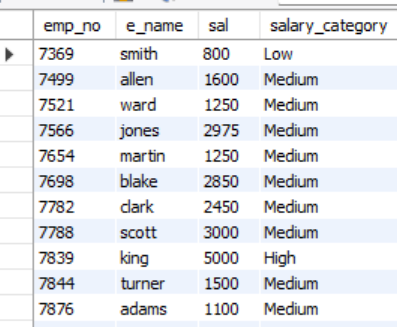 emp_no e_name sal salary_category
7369 smith 800 Low
7499 allen 1600 Medium
7521 ward 1250 Medium
7566 jones 2975 Medium
7654 martin 1250 Medium
7698 blake 2850 Medium
7782 clark 2450 Medium
7788 scott 3000 Medium
7839 king 5000 High
7844 turner 1500 Medium
7876 adams 1100 Medium